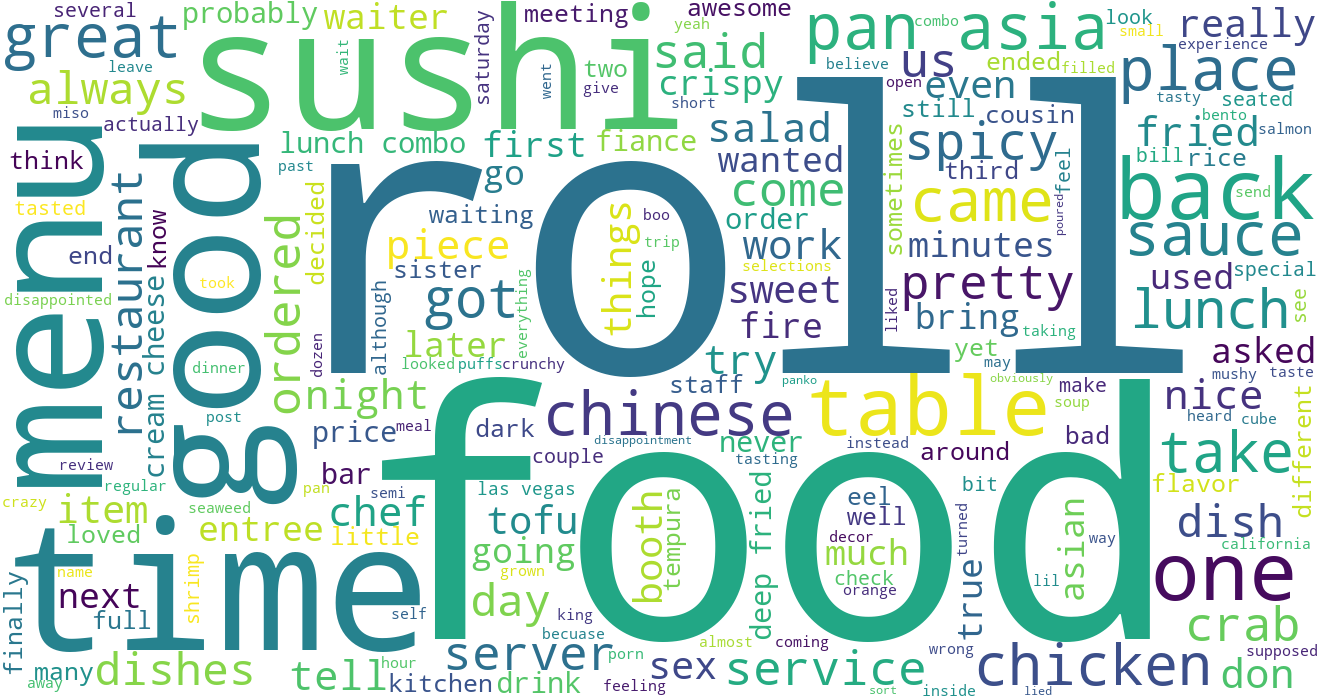 several
probably
waiter
meeting
awesome
yeah
combo
look
small
really
great
sushi
pan asia
said
us
experience
leave
wait
saturday
went
two
give
crispy
short
believe
open
even
ended
filled
place
always
miso
actually
tasty
seated
bento
still
cousin
salmon
think
menu
good
lunch combo
first
fiance
salad
spicy
fried
wanted
third
bill
rice
past
go
come
sometimes
feel
back
send
tasted
restaurant
know
decided
roll
waiting
things
boo
order
came
poured
sauce
end
ordered
piece
sister
trip
hope
work
minutes
selections
used
special
disappointed
cream cheese
took
although
got
everything
sweet
pretty
liked
bring
taking
lunch
see
fire
dozen
later
looked
puffs
crunchy
try
yet
may
asked
dinner
mushy
taste
night
staff
panko
obviously
make
soup
nice
post
price
meal
dark
chinese
table
heard
cube
different
disappointment
never
instead
bad
review
bar
couple
tasting
around
take
crazy
regular
pan
semi
food
las vegas
bit
flavor
item
seaweed
chef
tofu
booth
tempura
eel
well
loved
entree
little
deep fried
decor
turned
asian
way
dish
time
going
much
true
california
finally
name
shrimp
grown
check
orange
lil
one
next
self
day
king
full
becuase
almost
coming
wrong
crab
many
dishes
hour
server
porn
supposed
away
tell
kitchen
drink
feeling
sex
service
sort
inside
chicken
lied
don